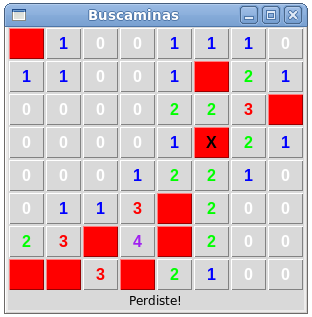 Buscaminas
1 0 0 1 1 1 0
1 1 0 0 1 2 1
0 0 0 0 2 2 3
0 0 0 0 1 X 2 1
0 0 0 1 2 2 1 0
0 1 1 3 2 0 0
2 3 4 2 0 0
3 2 1 0 0
Perdiste!